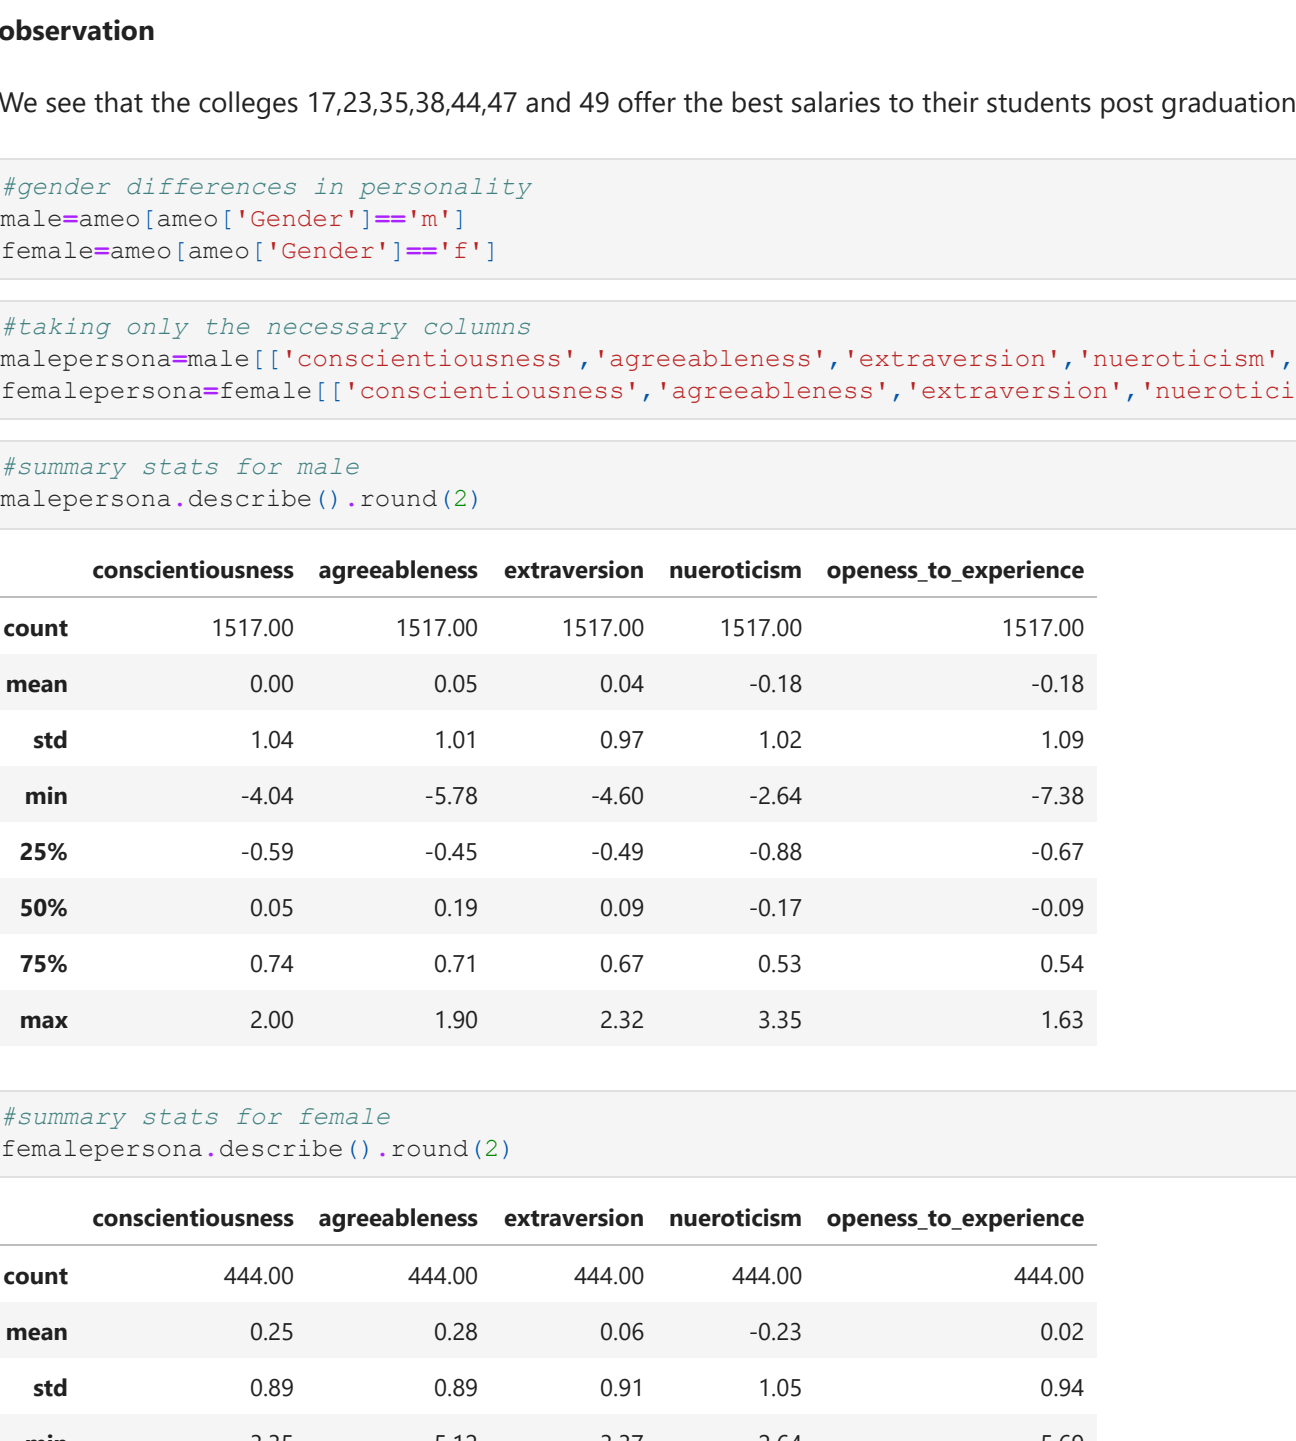 observation
We see that the colleges 17,23,35,38,44,47 and 49 offer the best salaries to their students post graduation
#gender differences in personality
male=ameo[ameo['Gender']=='m']
female=ameo[ameo['Gender']=='f']
#taking only the necessary columns
malepersona=male[['conscientiousness','agreeableness','extraversion','nueroticism',
femalepersona=female[['conscientiousness','agreeableness','extraversion','nuerotici
#summary stats for male
malepersona.describe().round(2)
conscientiousness agreeableness extraversion nueroticism openess_to_experience
count 1517.00 1517.00 1517.00 1517.00 1517.00
mean 0.00 0.05 0.04 -0.18 -0.18
std 1.04 1.01 0.97 1.02 1.09
min -4.04 -5.78 -4.60 -2.64 -7.38
25% -0.59 -0.45 -0.49 -0.88 -0.67
50% 0.05 0.19 0.09 -0.17 -0.09
75% 0.74 0.71 0.67 0.53 0.54
max 2.00 1.90 2.32 3.35 1.63
#summary stats for female
femalepersona.describe().round(2)
conscientiousness agreeableness extraversion nueroticism openess_to_experience
count 444.00 444.00 444.00 444.00 444.00
mean 0.25 0.28 0.06 -0.23 0.02
std 0.89 0.89 0.91 1.05 0.94